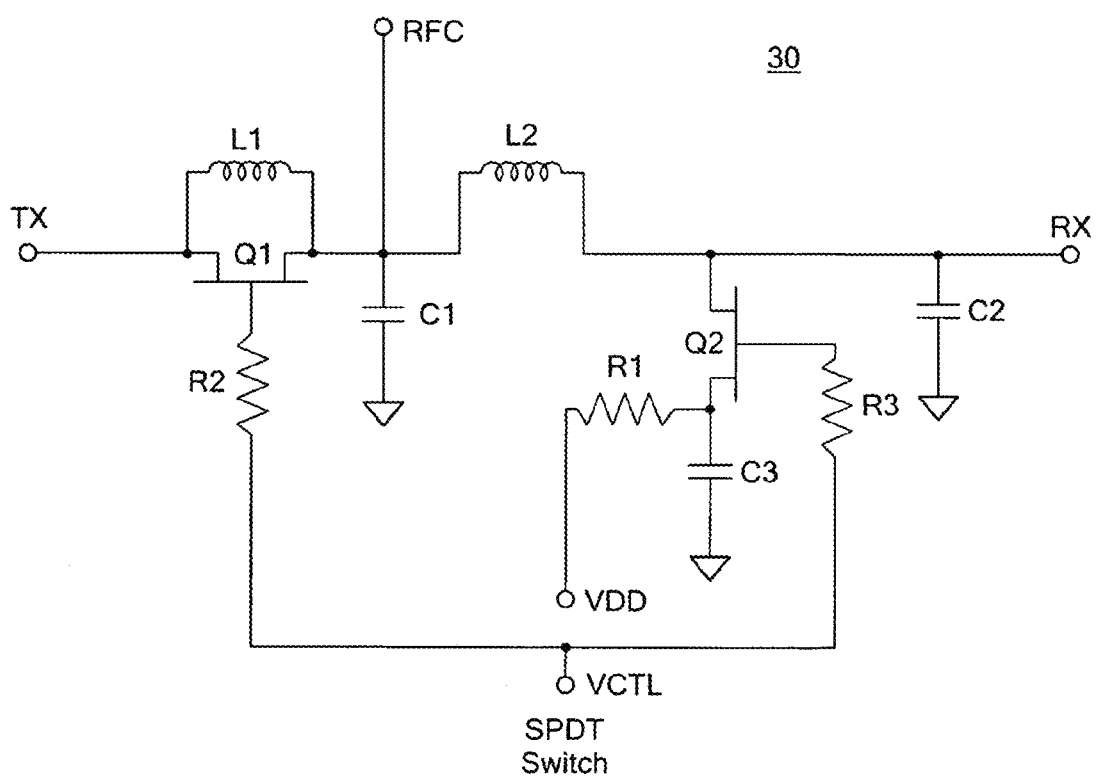 RFC
30
L1
L2
TX
Q1
RX
C1
C2
Q2
R2
R1
R3
C3
VDD
VCTL
SPDT
Switch